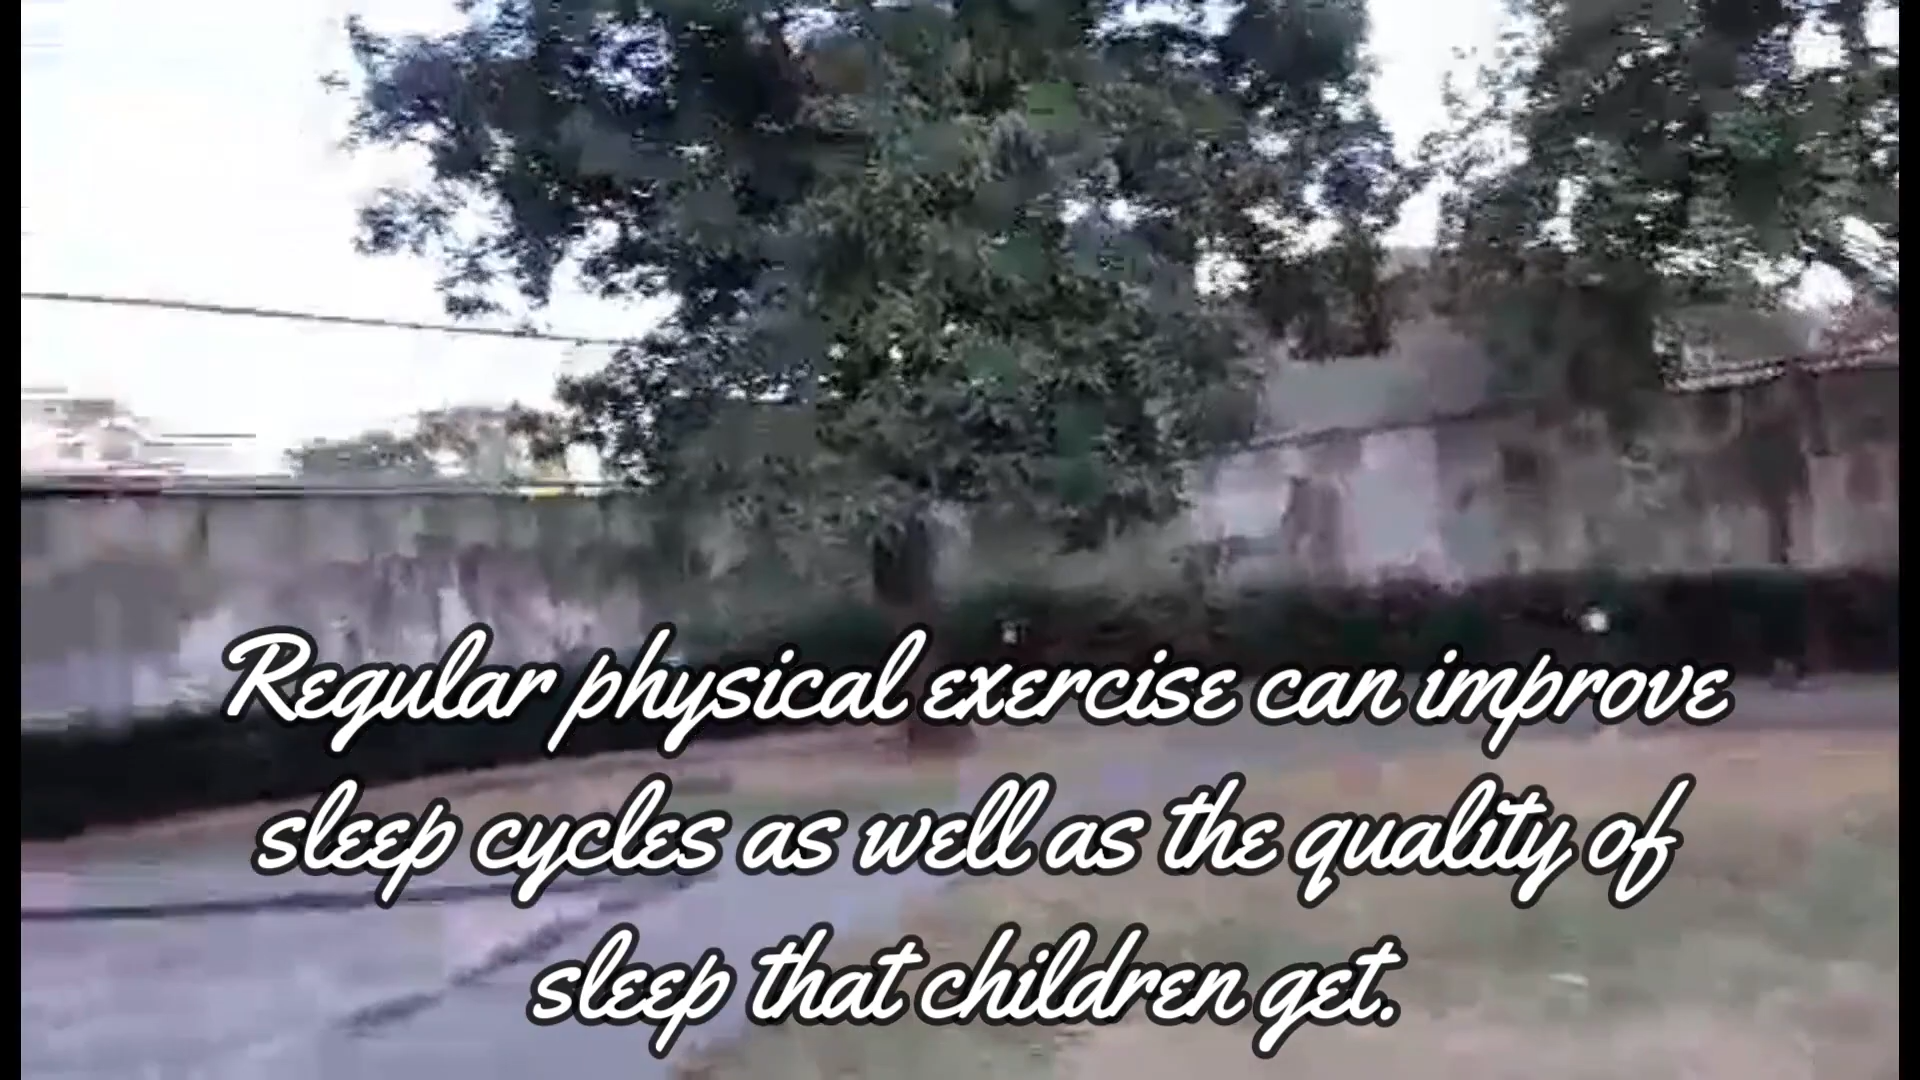 Regular physical exercise can improve
sleep cycles as well as the quality of
sleep that children get.